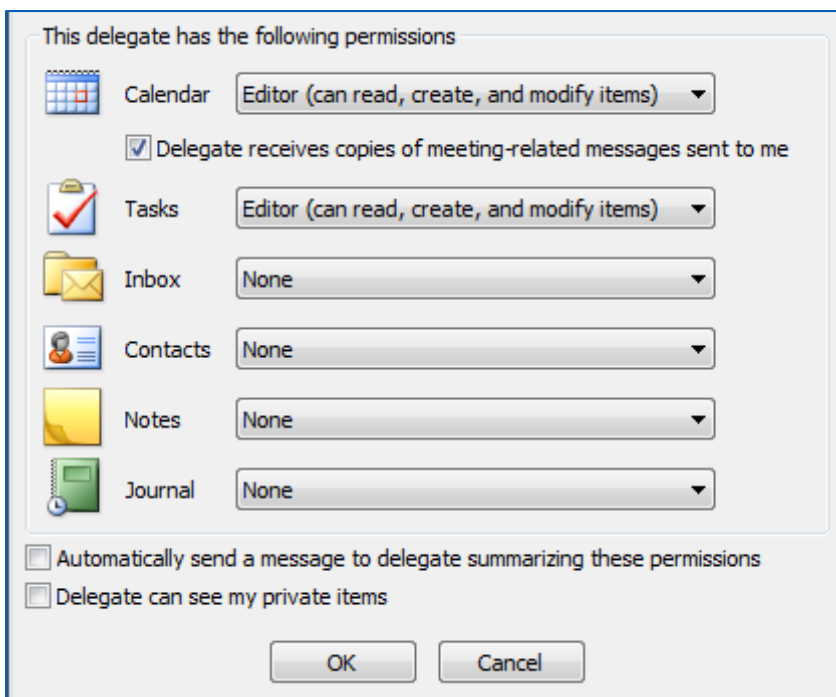 This delegate has the following permissions
Calendar Editor (can read, create, and modify items)
Delegate receives copies of meeting-related messages sent to me
Tasks Editor (can read, create, and modify items)
Inbox None
Contacts None
Notes None
Journal None
Automatically send a message to delegate summarizing these permissions
Delegate can see my private items
OK Cancel